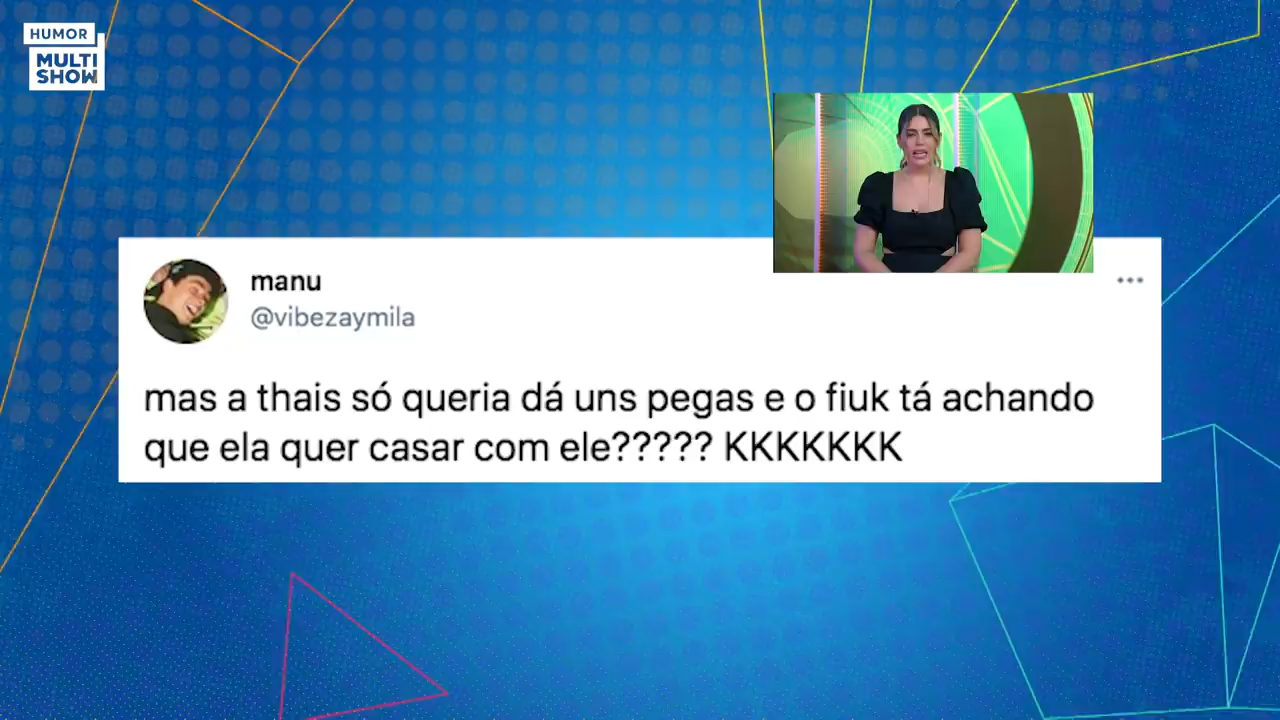 HUMOR
MULTI
SHOW
manu
@vibezaymila
mas a thais só queria dá uns pegas e o fiuk tá achando
que ela quer casar com ele????? KKKKKKK